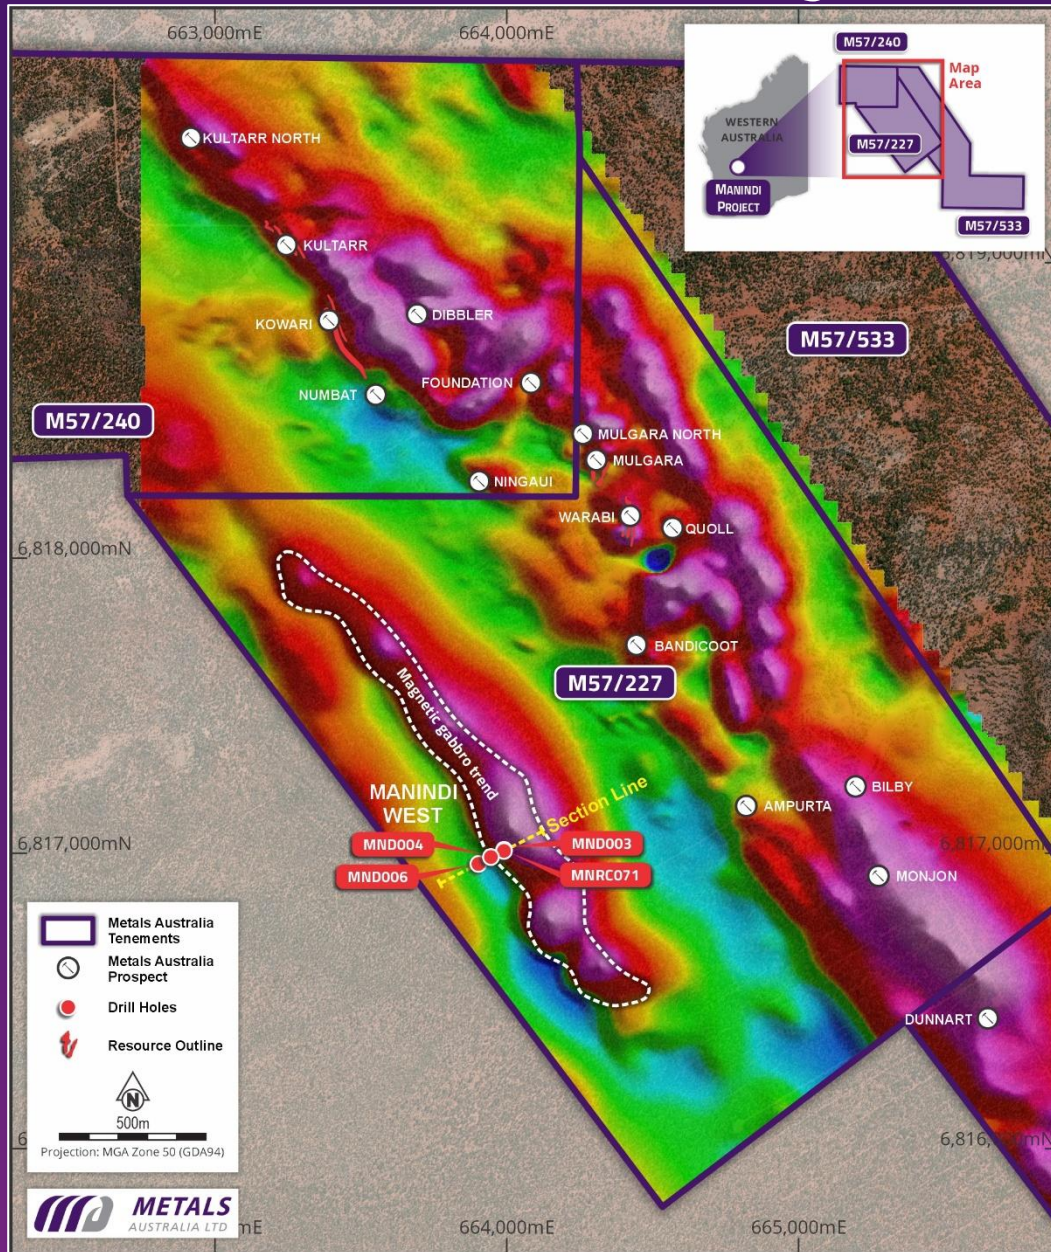 663,000mE
664,000mE
M57/240
Map
Area
WESTERN
AUSTRALIA
M57/227
MANINDI
PROJECT
M57/533
KULTARR NORTH
KULTARR
KOWARI
DIBBLER
M57/533
NUMBAT
FOUNDATION
M57/240
MULGARA NORTH
MULGARA
NINGAUI
WARABI
QUOLL
6,818,000mN
BANDICOOT
M57/227
Magnetic gabbro trend
MANINDI
WEST
Section Line
BILBY
AMPURTA
6,817,000mN
6,817,000mN
MND004
MND003
MND006
MNRC071
MONJON
DUNNART
Metals Australia
Tenements
Metals Australia
Prospect
Drill Holes
Resource Outline
N
500m
Projection: MGA Zone 50 (GDA94)
METALS
AUSTRALIA LTD
mE
664,000mE
665,000mE